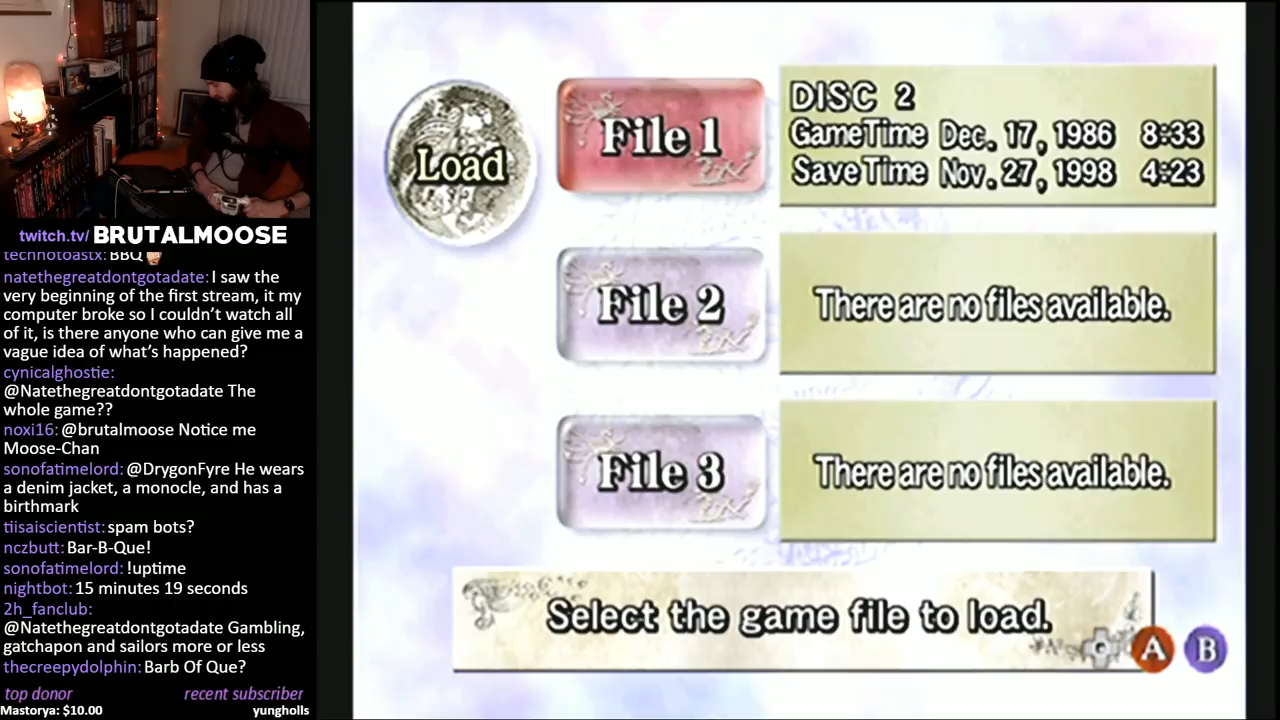 twitch.tv/ BRUTALMOOSE
technotoastx: BBQ
natethegreatdontgotadate: I saw the
very beginning of the first stream, it my
computer broke so I couldn't watch all
of it, is there anyone who can give me a
vague idea of what's happened?
cynicalghostie:
@Natethegreatdontgotadate The
whole game??
noxi16: @brutalmoose Notice me
Moose-Chan
sonofatimelord: @DrygonFyre He wears
a denim jacket, a monocle, and has a
birthmark
tiisaiscientist: spam bots?
nczbutt: Bar-B-Que!
sonofatimelord: !uptime
nightbot: 15 minutes 19 seconds
2h_fanclub:
@Natethegreatdontgotadate Gambling,
gatchapon and sailors more or less
thecreepydolphin: Barb Of Que?
top donor recent subscriber
Mastorya: $10.00 yungholls
Load
File 1
DISC 2
GameTime Dec. 17, 1986 8:33
Save Time Nov. 27, 1998 4:23
File 2
There are no files available.
File 3
There are no files available.
Select the game file to load.
A B